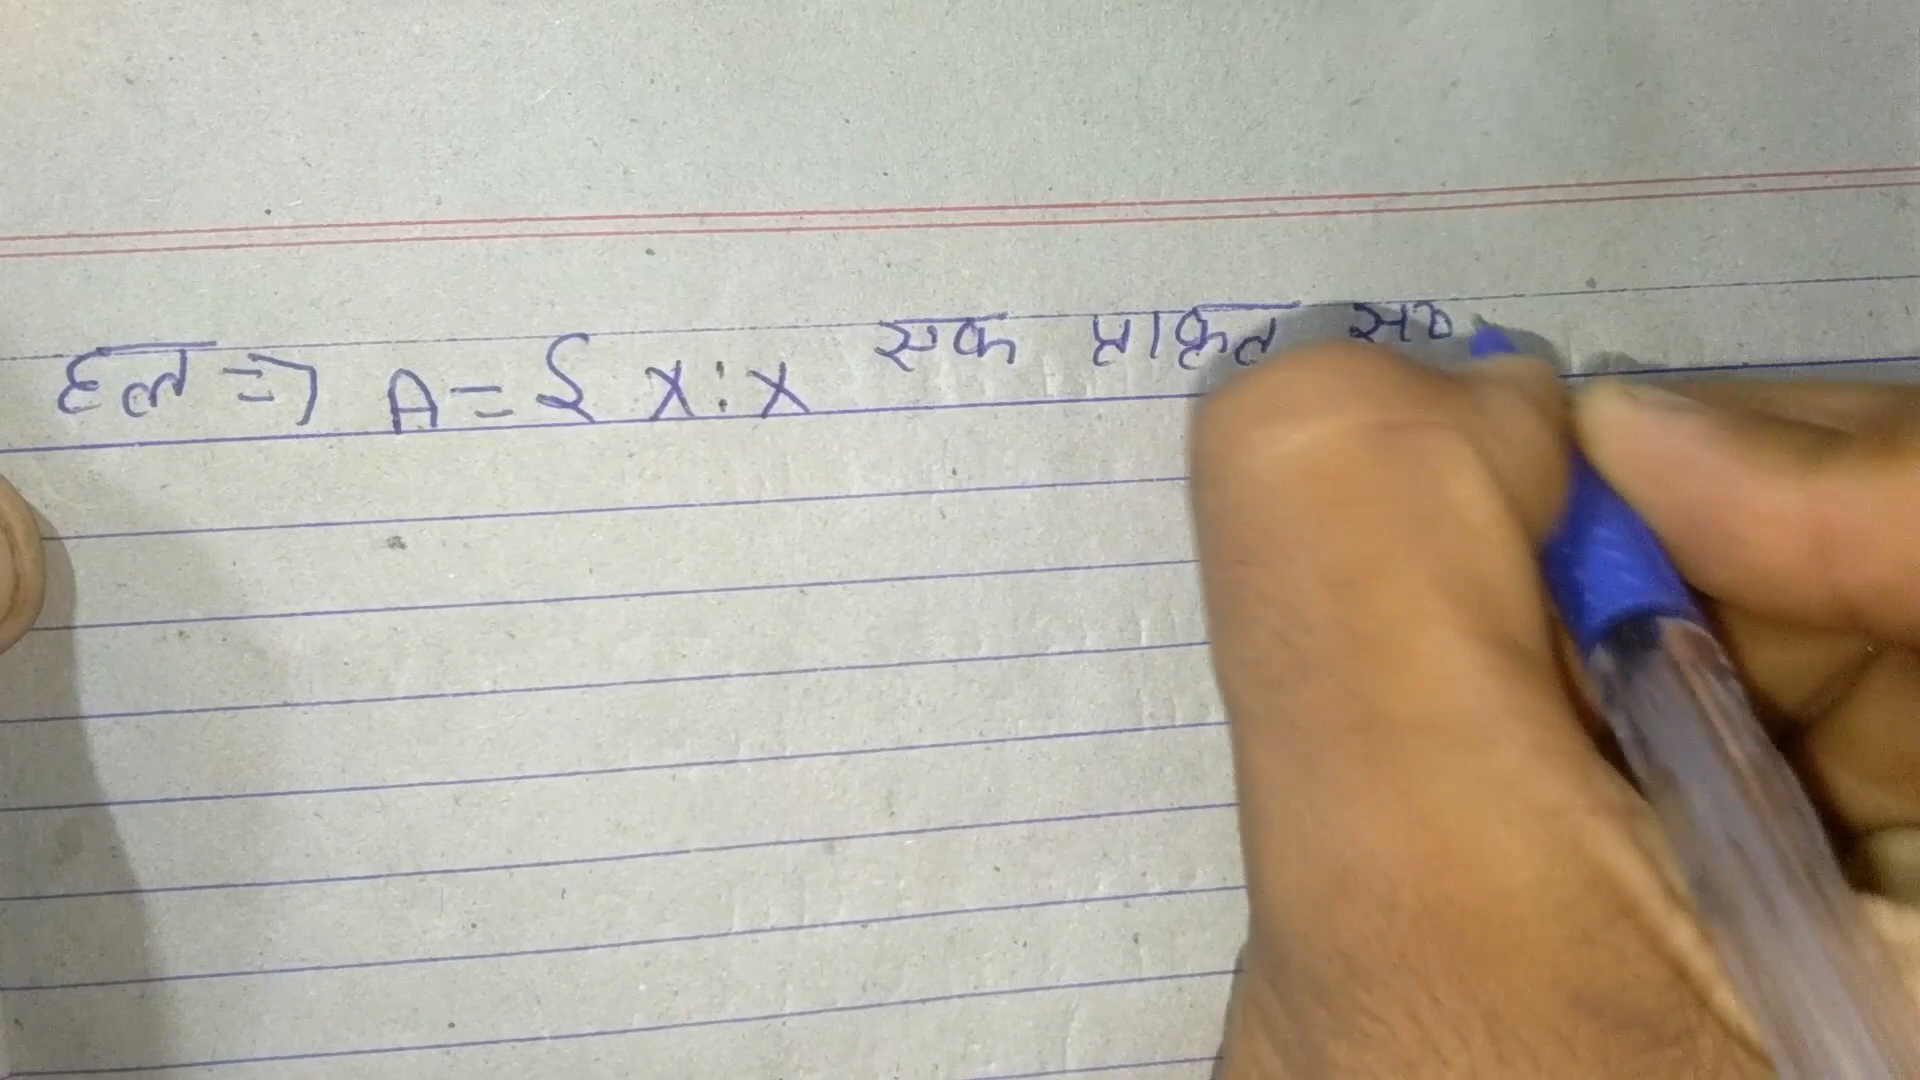 हल => A = { x : x एक प्राकृत